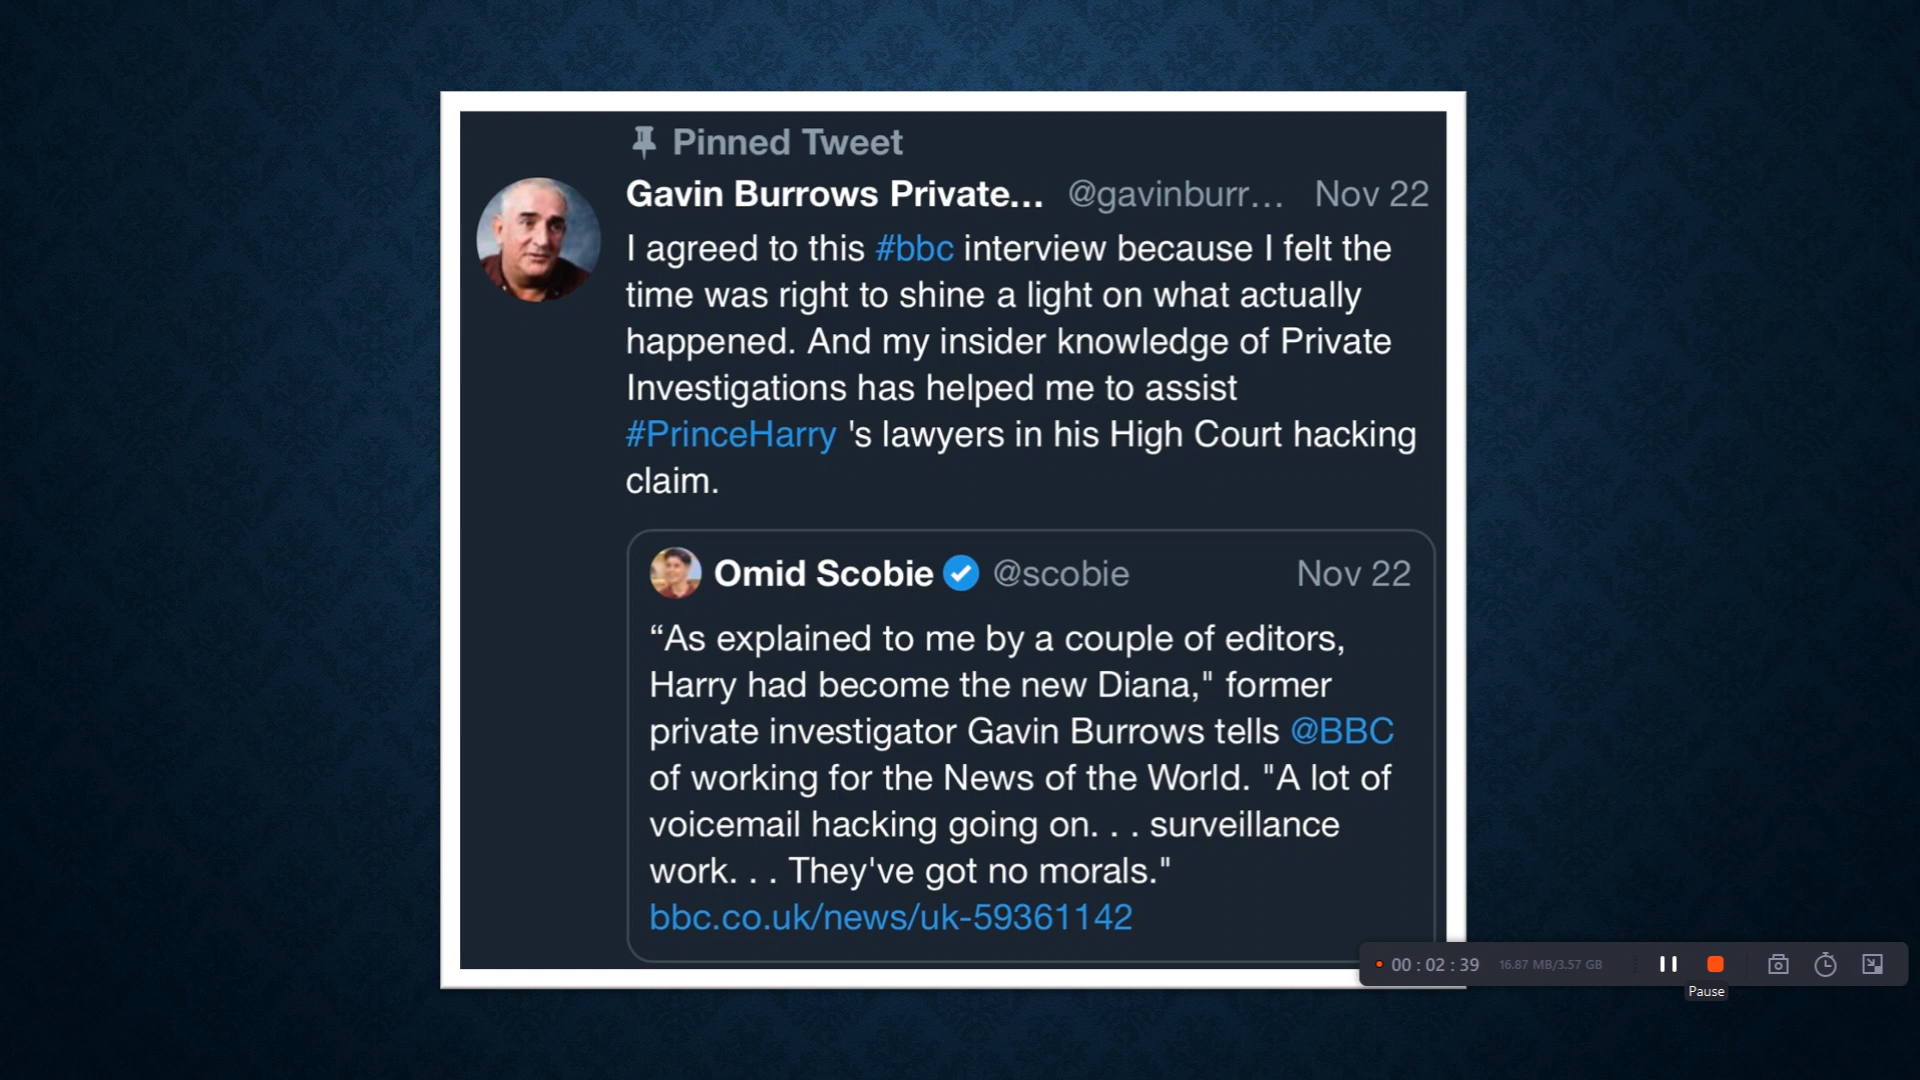 Pinned Tweet
Gavin Burrows Private... @gavinburr... Nov 22
I agreed to this #bbc interview because I felt the
time was right to shine a light on what actually
happened. And my insider knowledge of Private
Investigations has helped me to assist
#PrinceHarry 's lawyers in his High Court hacking
claim.
Omid Scobie @scobie Nov 22
“As explained to me by a couple of editors,
Harry had become the new Diana," former
private investigator Gavin Burrows tells @BBC
of working for the News of the World. "A lot of
voicemail hacking going on. . . surveillance
work. . . They've got no morals."
bbc.co.uk/news/uk-59361142
00 : 02 : 39 16.87 MB/3.57 GB
Pause